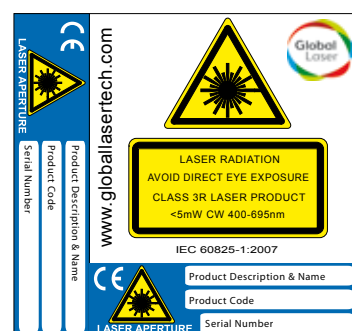 CE
LASER APERTURE
Serial Number
Product Code
Product Description & Name
www.globallasertech.com
Global
Laser
LASER RADIATION
AVOID DIRECT EYE EXPOSURE
CLASS 3R LASER PRODUCT
<5mW CW 400-695nm
IEC 60825-1:2007
CE
LASER APERTURE
Product Description & Name
Product Code
Serial Number